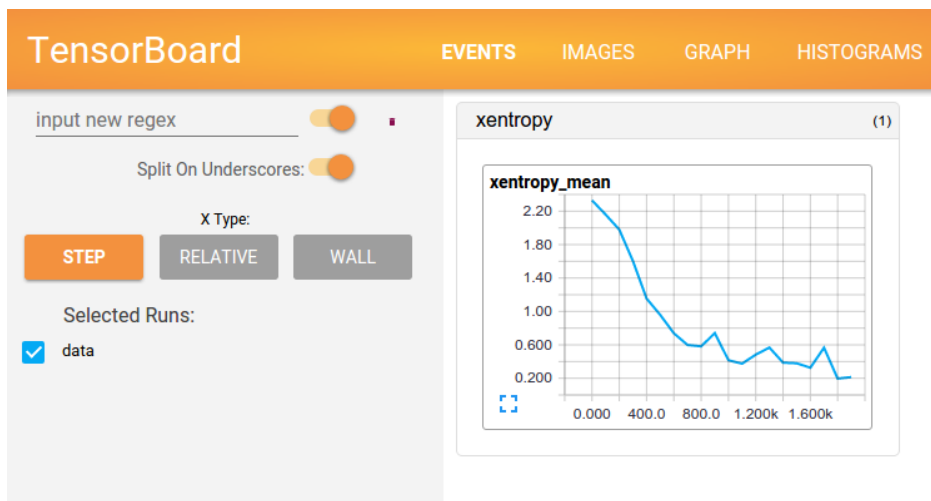 TensorBoard EVENTS IMAGES GRAPH HISTOGRAMS
input new regex
Split On Underscores:
X Type:
STEP RELATIVE WALL
Selected Runs:
data
xentropy (1)
xentropy_mean
2.20
1.80
1.40
1.00
0.600
0.200
0.000 400.0 800.0 1.200k 1.600k